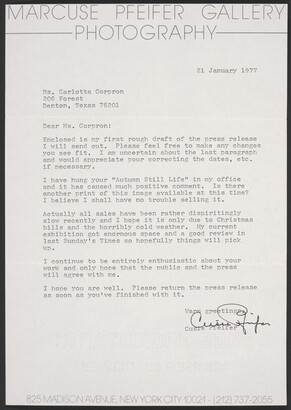 MARCUSE PFEIFER GALLERY
PHOTOGRAPHY
21 January 1977
Ms. Carlotta Corpron
206 Forest
Denton, Texas 76201
Dear Ms. Corpron:
Enclosed is my first rough draft of the press release
I will send out. Please feel free to make any changes
you see fit. I am uncertain about the last paragraph
and would appreciate your correcting the dates, etc.
if necessary.
I have hung your "Autumn Still Life" in my office
and it has caused much positive comment. Is there
another print of this image available at this time?
I believe I shall have no trouble selling it.
Actually all sales have been rather dispiritingly
slow recently and I hope it is only due to Christmas
bills and the horribly cold weather. My current
exhibition got enormous space and a good review in
last Sunday's Times so hopefully things will pick
up.
I continue to be entirely enthusiastic about your
work and only hope that the public and the press
will agree with me.
I hope you are well. Please return the press release
as soon as you've finished with it.
Warm greetings,
Cusie Pfeifer
Cusie Pfeifer
825 MADISON AVENUE, NEW YORK CITY 10021 · (212) 737-2055